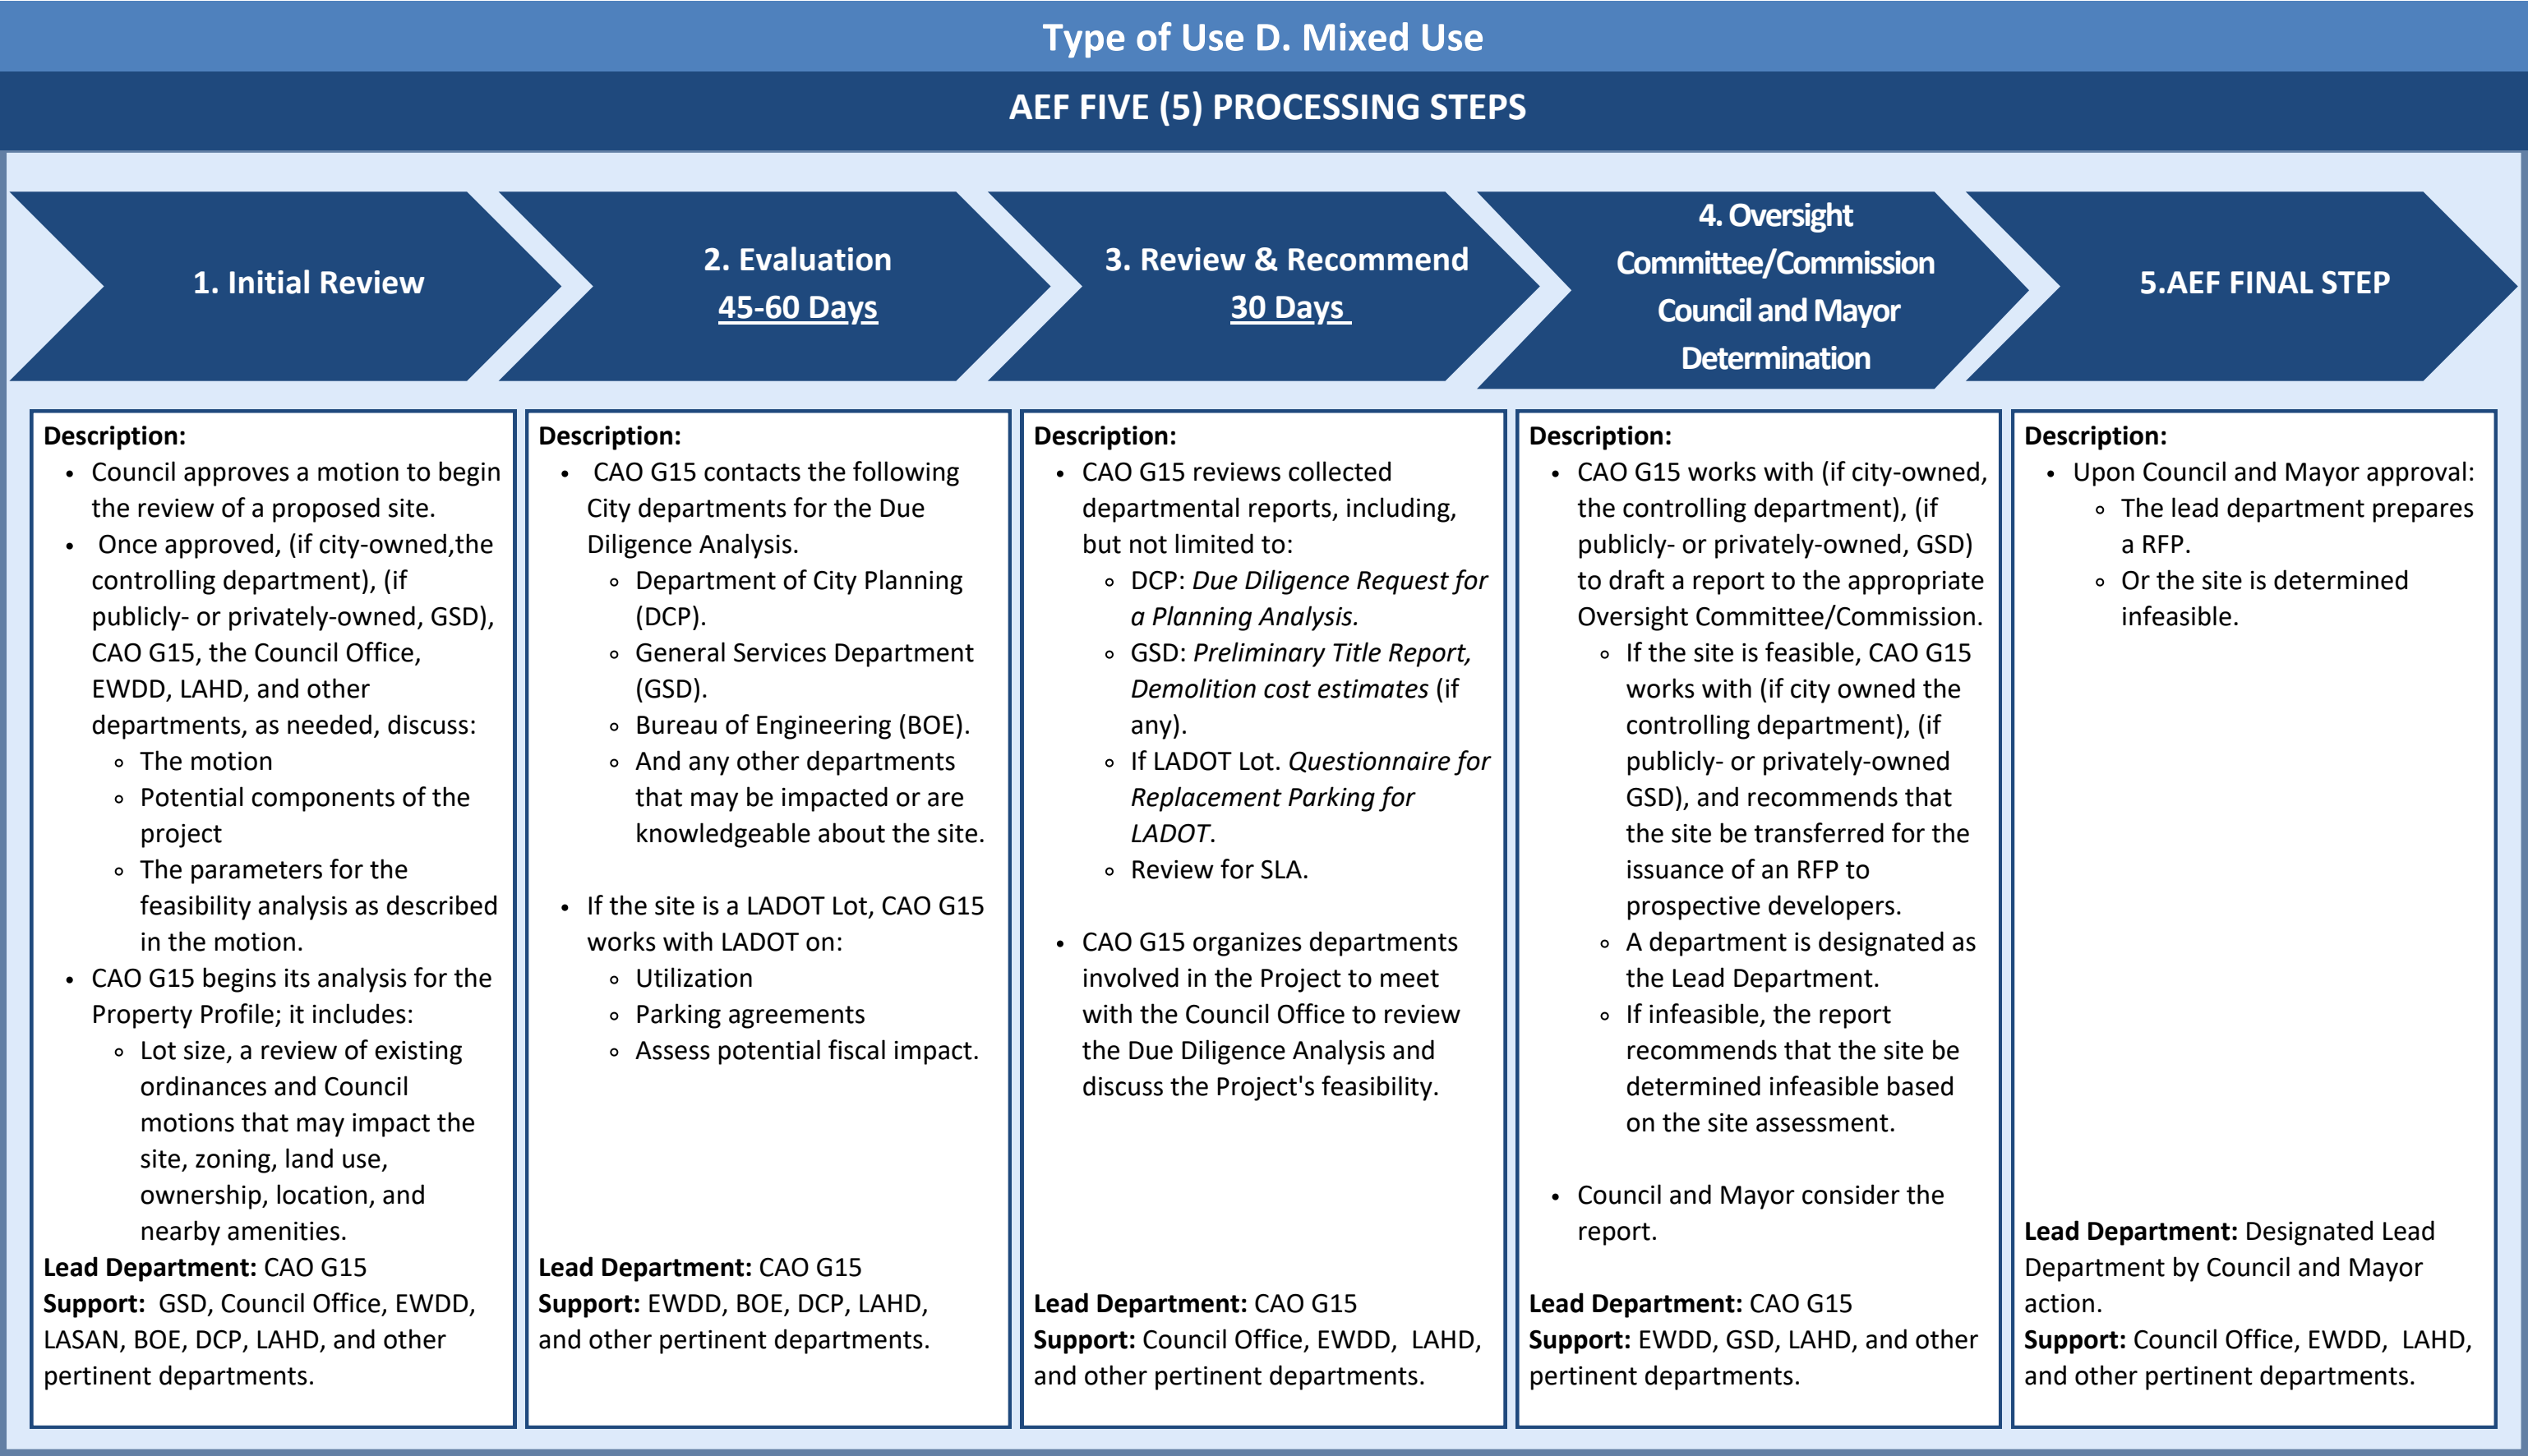 Type of Use D. Mixed Use
AEF FIVE (5) PROCESSING STEPS
1. Initial Review
2. Evaluation
45-60 Days
3. Review & Recommend
30 Days
4. Oversight
Committee/Commission
Council and Mayor
Determination
5.AEF FINAL STEP
Description:
• Council approves a motion to begin
the review of a proposed site.
• Once approved, (if city-owned,the
controlling department), (if
publicly- or privately-owned, GSD),
CAO G15, the Council Office,
EWDD, LAHD, and other
departments, as needed, discuss:
◦ The motion
◦ Potential components of the
project
◦ The parameters for the
feasibility analysis as described
in the motion.
• CAO G15 begins its analysis for the
Property Profile; it includes:
◦ Lot size, a review of existing
ordinances and Council
motions that may impact the
site, zoning, land use,
ownership, location, and
nearby amenities.
Lead Department: CAO G15
Support: GSD, Council Office, EWDD,
LASAN, BOE, DCP, LAHD, and other
pertinent departments.
Description:
• CAO G15 contacts the following
City departments for the Due
Diligence Analysis.
◦ Department of City Planning
(DCP).
◦ General Services Department
(GSD).
◦ Bureau of Engineering (BOE).
◦ And any other departments
that may be impacted or are
knowledgeable about the site.
• If the site is a LADOT Lot, CAO G15
works with LADOT on:
◦ Utilization
◦ Parking agreements
◦ Assess potential fiscal impact.
Lead Department: CAO G15
Support: EWDD, BOE, DCP, LAHD,
and other pertinent departments.
Description:
• CAO G15 reviews collected
departmental reports, including,
but not limited to:
◦ DCP: Due Diligence Request for
a Planning Analysis.
◦ GSD: Preliminary Title Report,
Demolition cost estimates (if
any).
◦ If LADOT Lot. Questionnaire for
Replacement Parking for
LADOT.
◦ Review for SLA.
• CAO G15 organizes departments
involved in the Project to meet
with the Council Office to review
the Due Diligence Analysis and
discuss the Project's feasibility.
Lead Department: CAO G15
Support: Council Office, EWDD, LAHD,
and other pertinent departments.
Description:
• CAO G15 works with (if city-owned,
the controlling department), (if
publicly- or privately-owned, GSD)
to draft a report to the appropriate
Oversight Committee/Commission.
◦ If the site is feasible, CAO G15
works with (if city owned the
controlling department), (if
publicly- or privately-owned
GSD), and recommends that
the site be transferred for the
issuance of an RFP to
prospective developers.
◦ A department is designated as
the Lead Department.
◦ If infeasible, the report
recommends that the site be
determined infeasible based
on the site assessment.
• Council and Mayor consider the
report.
Lead Department: CAO G15
Support: EWDD, GSD, LAHD, and other
pertinent departments.
Description:
• Upon Council and Mayor approval:
◦ The lead department prepares
a RFP.
◦ Or the site is determined
infeasible.
Lead Department: Designated Lead
Department by Council and Mayor
action.
Support: Council Office, EWDD, LAHD,
and other pertinent departments.